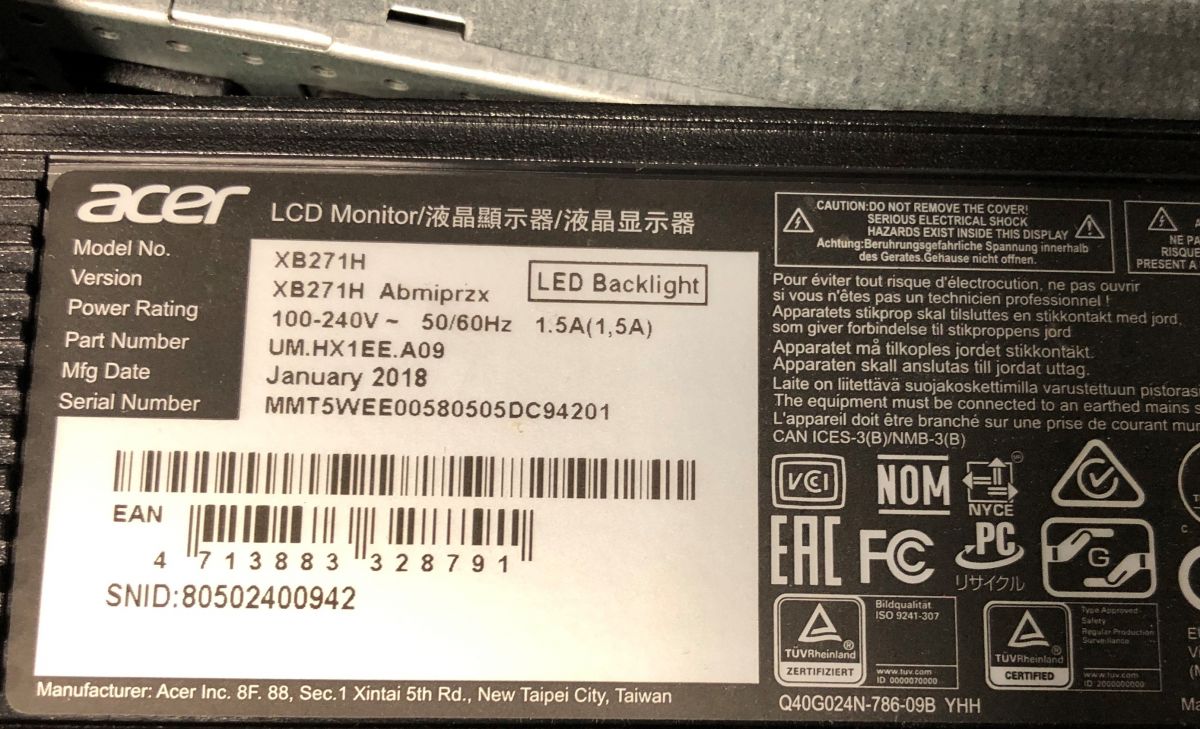 acer
LCD Monitor/液晶顯示器/液晶显示器
Model No.
XB271H
LED Backlight
Version
XB271H Abmiprzx
Power Rating
100-240V ~ 50/60Hz 1.5A(1,5A)
Part Number
UM.HX1EE.A09
Mfg Date
January 2018
Serial Number
MMT5WEE00580505DC94201
EAN
4 713883 328791
SNID:80502400942
Manufacturer: Acer Inc. 8F. 88, Sec.1 Xintai 5th Rd., New Taipei City, Taiwan
CAUTION:DO NOT REMOVE THE COVER!
SERIOUS ELECTRICAL SHOCK
HAZARDS EXIST INSIDE THIS DISPLAY
Achtung:Beruhrungsgefahrliche Spannung innerhalb
des Gerates.Gehause nicht offnen.
NE PA
RISQUE
PRESENT A
Pour éviter tout risque d'électrocution, ne pas ouvrir
si vous n'êtes pas un technicien professionnel !
Apparatets stikprop skal tilsluttes en stikkontakt med jord,
som giver forbindelse til stikproppens jord
Apparatet må tilkoples jordet stikkontakt.
Apparaten skall anslutas till jordat uttag.
Laite on liitettävä suojakoskettimilla varustettuun pistoras
The equipment must be connected to an earthed mains
L'appareil doit être branché sur une prise de courant mur
CAN ICES-3(B)/NMB-3(B)
VCI
NOM
NYCE
EAC
FC
PC
リサイクル
G
TÜVRheinland
ZERTIFIZIERT
Bildqualität
ISO 9241-307
www.tuv.com
ID 0000070000
TÜVRheinland
CERTIFIED
Type Approved
Safety
Regular Production
Surveillance
www.tuv.com
ID 2000000000
Q40G024N-786-09B YHH